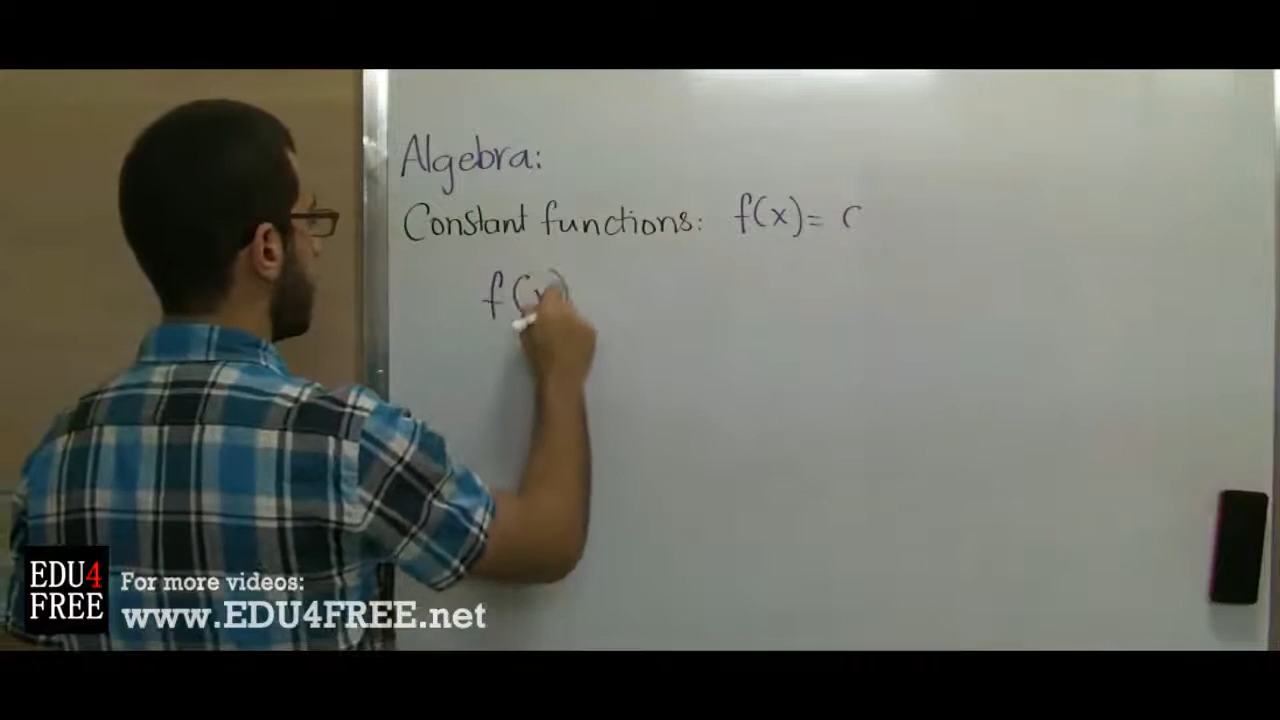 Algebra:
Constant functions: f(x) = c
f(x)
EDU4
FREE
For more videos:
www.EDU4FREE.net